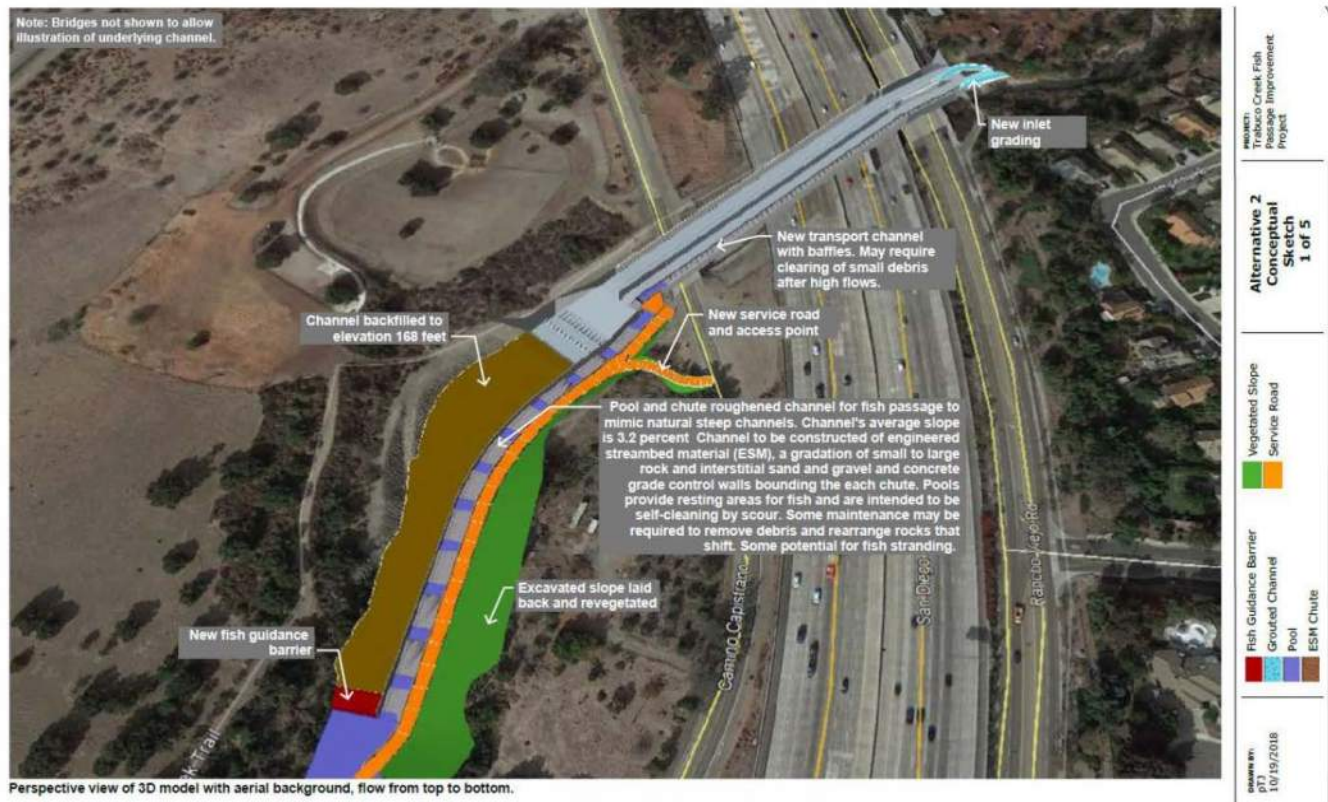 Note: Bridges not shown to allow
illustration of underlying channel.
New inlet
grading
New transport channel
with baffles. May require
clearing of small debris
after high flows.
Channel backfilled to
elevation 168 feet
New service road
and access point
Pool and chute roughened channel for fish passage to
mimic natural steep channels. Channel's average slope
is 3.2 percent Channel to be constructed of engineered
streambed material (ESM), a gradation of small to large
rock and interstitial sand and gravel and concrete
grade control walls bounding the each chute. Pools
provide resting areas for fish and are intended to be
self-cleaning by scour. Some maintenance may be
required to remove debris and rearrange rocks that
shift. Some potential for fish stranding.
Excavated slope laid
back and revegetated
New fish guidance
barrier
ek Trail
Camino Capistrano
San Diego
Rancho Viejo Rd
Perspective view of 3D model with aerial background, flow from top to bottom.
PROJECT:
Trabuco Creek Fish
Passage Improvement
Project
Alternative 2
Conceptual
Sketch
1 of 5
Vegetated Slope
Service Road
Fish Guidance Barrier
Grouted Channel
Pool
ESM Chute
DRAWN BY:
pTJ
10/19/2018